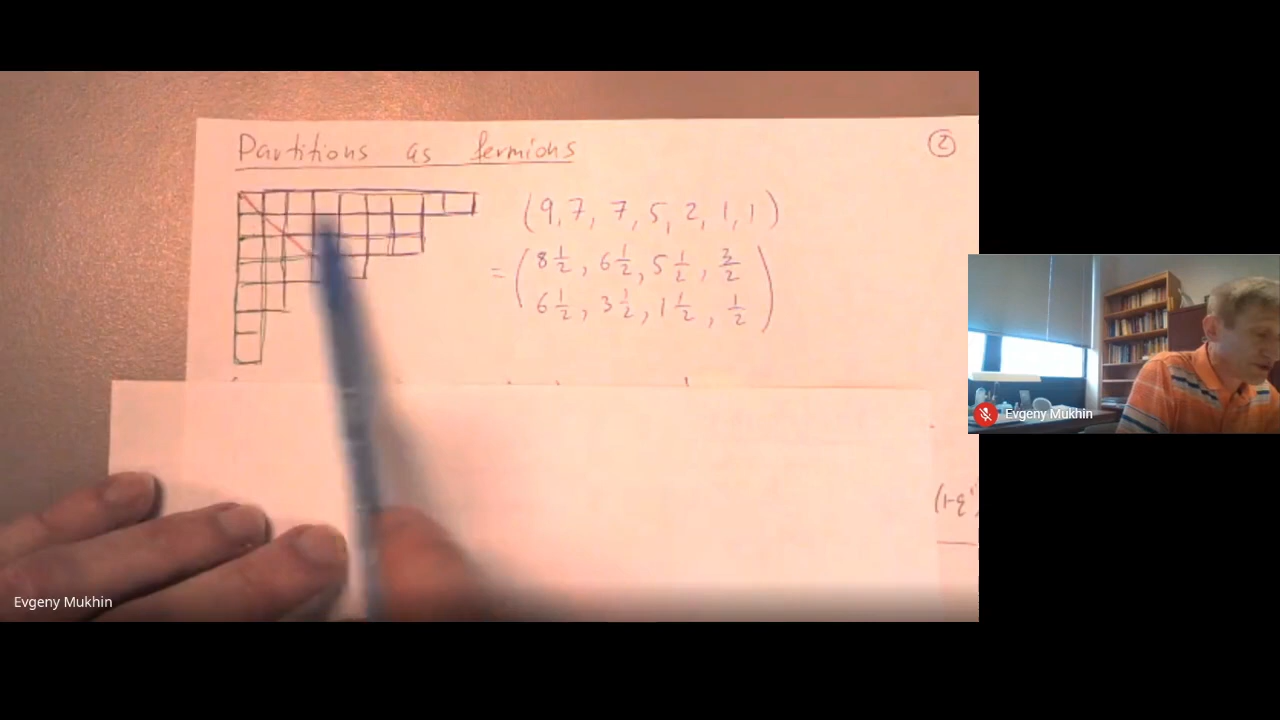 Partitions as fermions
②
(9, 7, 7, 5, 2, 1, 1)
= ( 8 1/2, 6 1/2, 5 1/2, 3/2
6 1/2, 3 1/2, 1 1/2, 1/2 )
(1-q
Evgeny Mukhin
Evgeny Mukhin